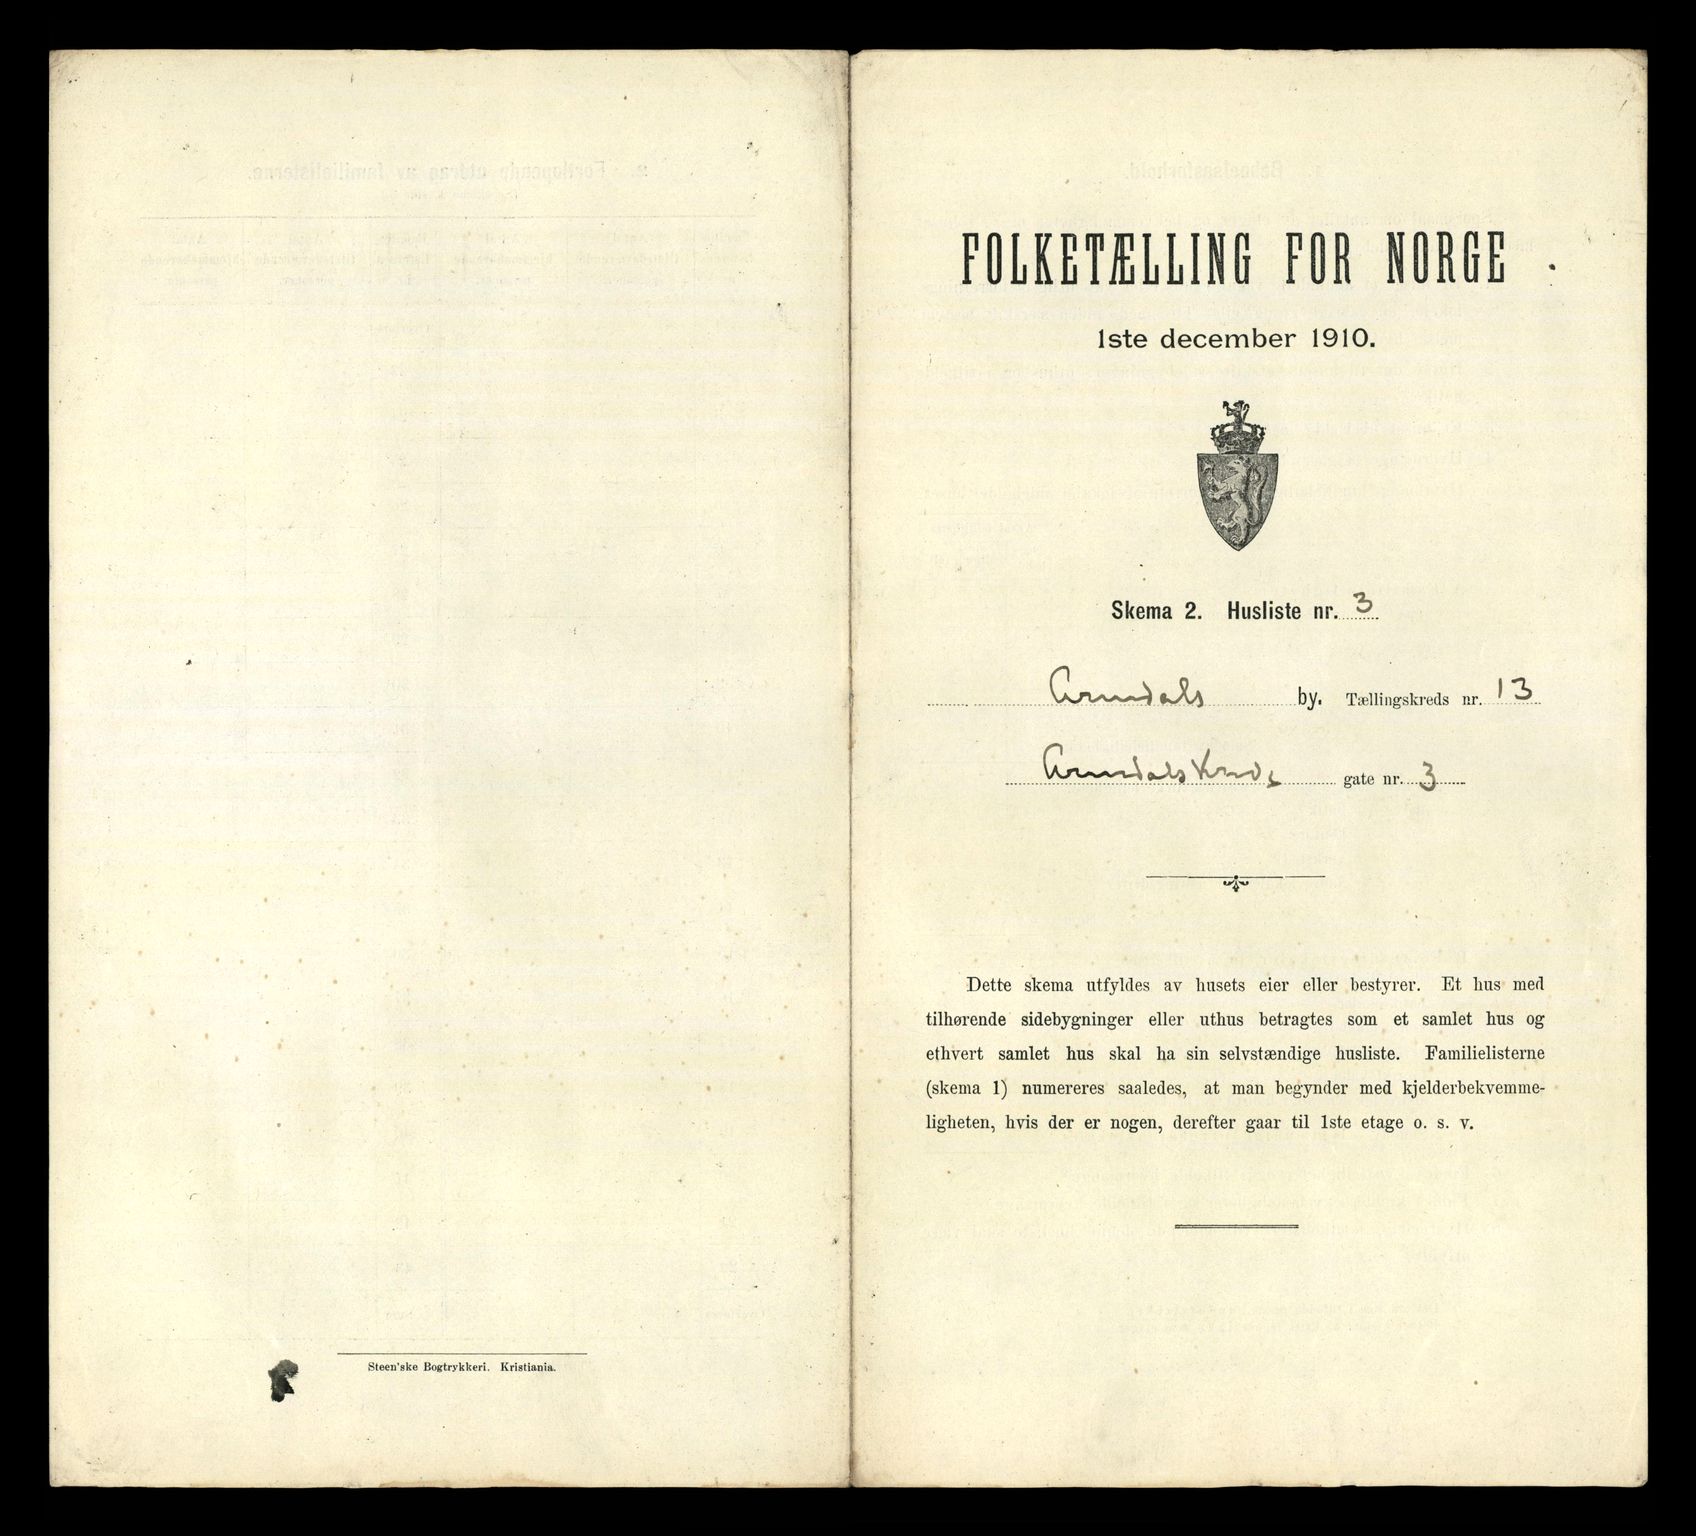 Steen'ske Bogtrykkeri. Kristiania.
FOLKETÆLLING FOR NORGE
1ste december 1910.
Skema 2. Husliste nr. 3
Arendals by. Tællingskreds nr. 13
gate nr. 3
Dette skema utfyldes av husets eier eller bestyrer. Et hus med
tilhørende sidebygninger eller uthus betragtes som et samlet hus og
ethvert samlet hus skal ha sin selvstændige husliste. Familielisterne
(skema 1) numereres saaledes, at man begynder med kjelderbekvemme-
ligheten, hvis der er nogen, derefter gaar til 1ste etage o. s. v.